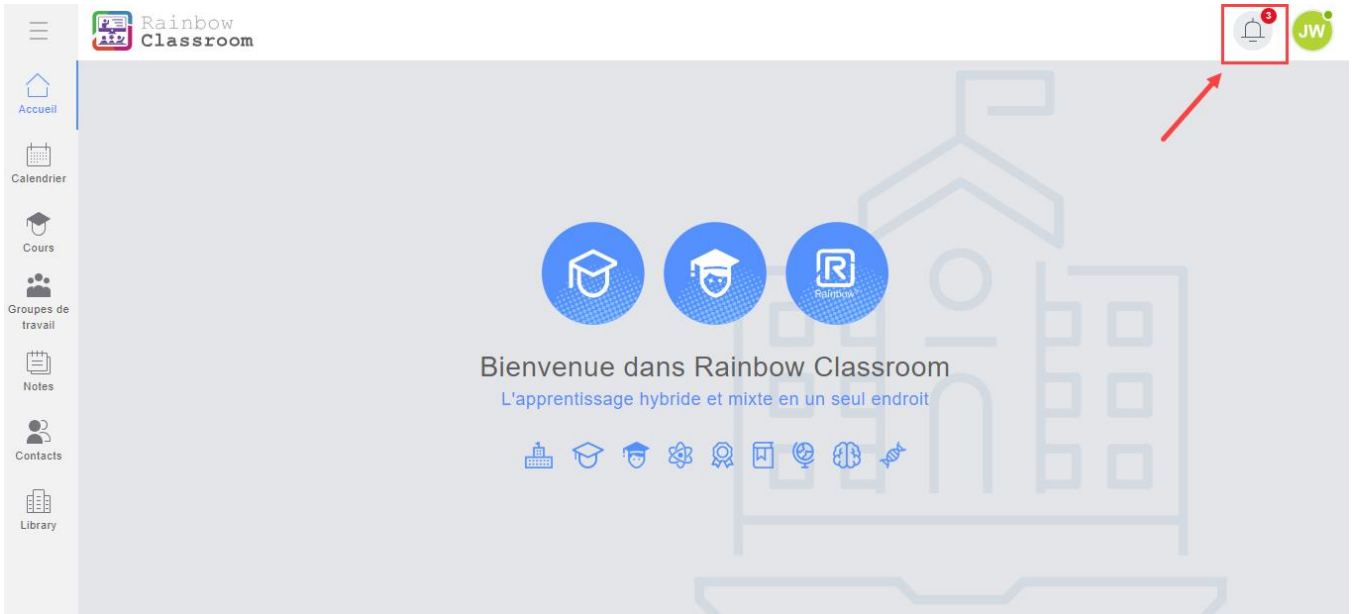 Rainbow
Classroom
3
JW
Accueil
Calendrier
Cours
Groupes de
travail
Notes
Contacts
Library
R
Rainbow
Bienvenue dans Rainbow Classroom
L'apprentissage hybride et mixte en un seul endroit